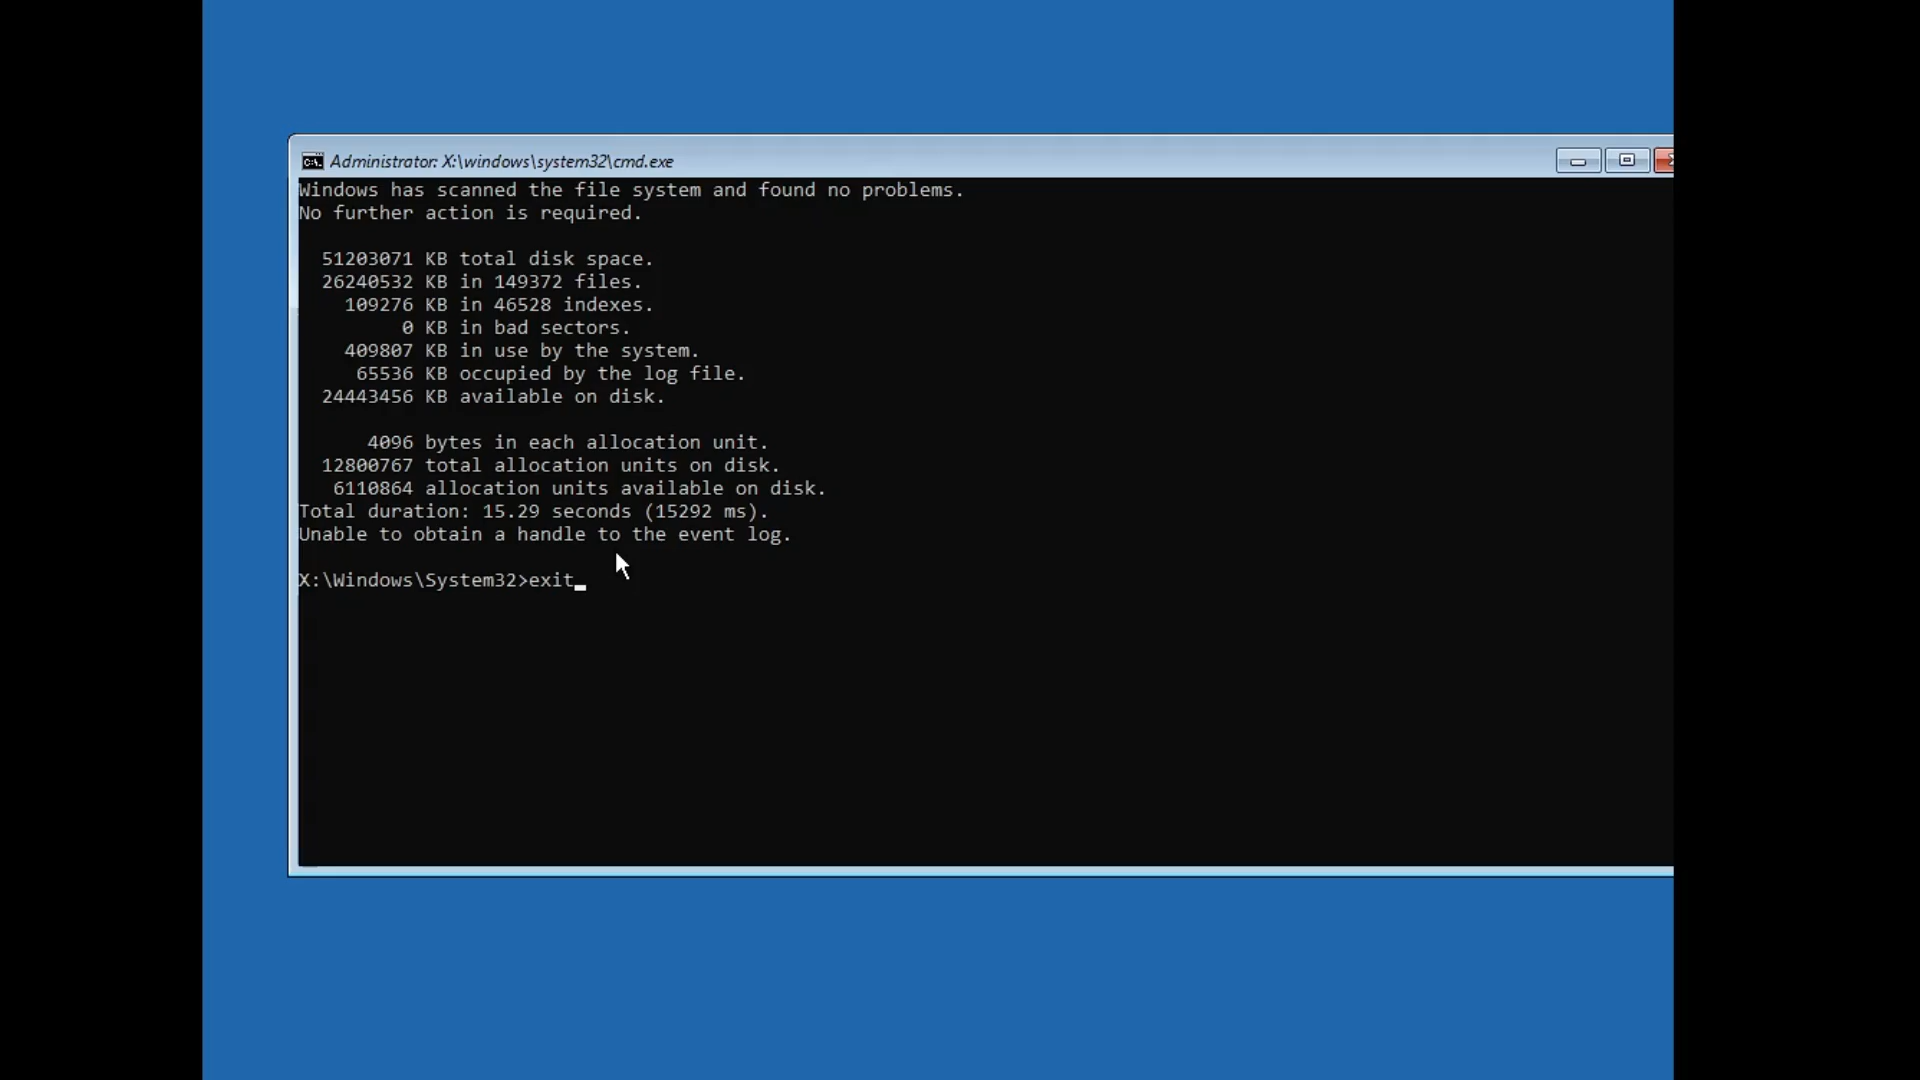 Administrator: X:\windows\system32\cmd.exe
Windows has scanned the file system and found no problems.
No further action is required.
51203071 KB total disk space.
26240532 KB in 149372 files.
109276 KB in 46528 indexes.
0 KB in bad sectors.
409807 KB in use by the system.
65536 KB occupied by the log file.
24443456 KB available on disk.
4096 bytes in each allocation unit.
12800767 total allocation units on disk.
6110864 allocation units available on disk.
Total duration: 15.29 seconds (15292 ms).
Unable to obtain a handle to the event log.
X:\Windows\System32>exit